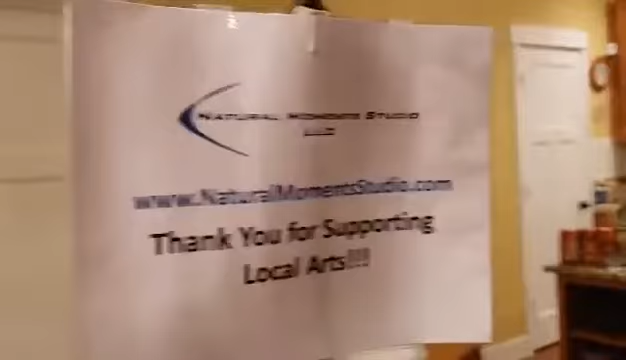 Natural Moments Studio
LLC
www.NaturalMomentsStudio.com
Thank You for Supporting
Local Arts!!!